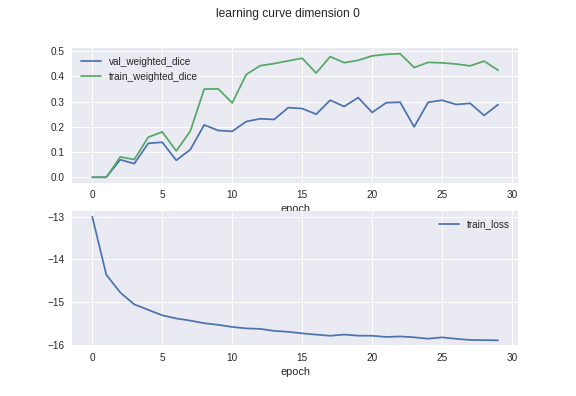 learning curve dimension 0
0.5
0.4
0.3
0.2
0.1
0.0
val_weighted_dice
train_weighted_dice
0 5 10 15 20 25 30
epoch
−13
−14
−15
−16
train_loss
0 5 10 15 20 25 30
epoch